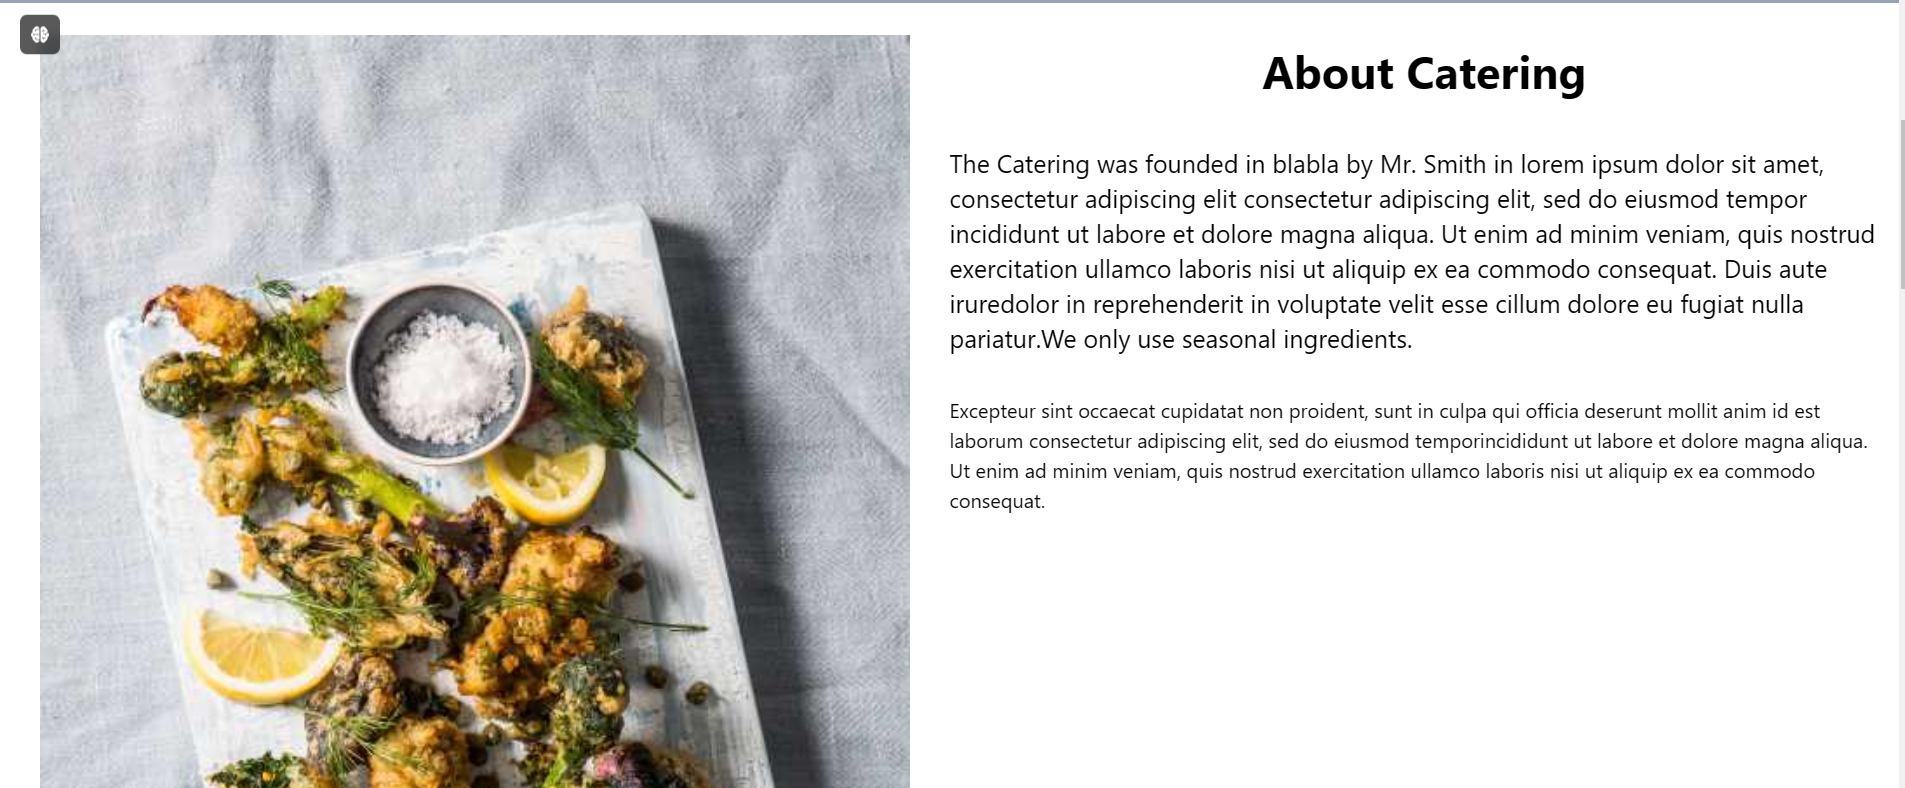 About Catering
The Catering was founded in blabla by Mr. Smith in lorem ipsum dolor sit amet,
consectetur adipiscing elit consectetur adipiscing elit, sed do eiusmod tempor
incididunt ut labore et dolore magna aliqua. Ut enim ad minim veniam, quis nostrud
exercitation ullamco laboris nisi ut aliquip ex ea commodo consequat. Duis aute
iruredolor in reprehenderit in voluptate velit esse cillum dolore eu fugiat nulla
pariatur.We only use seasonal ingredients.
Excepteur sint occaecat cupidatat non proident, sunt in culpa qui officia deserunt mollit anim id est
laborum consectetur adipiscing elit, sed do eiusmod temporincididunt ut labore et dolore magna aliqua.
Ut enim ad minim veniam, quis nostrud exercitation ullamco laboris nisi ut aliquip ex ea commodo
consequat.